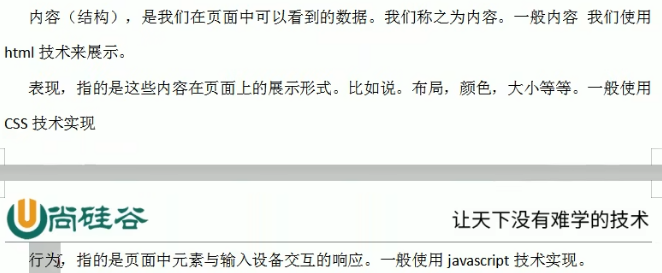 内容（结构），是我们在页面中可以看到的数据。我们称之为内容。一般内容 我们使用
html 技术来展示。
表现，指的是这些内容在页面上的展示形式。比如说。布局，颜色，大小等等。一般使用
CSS 技术实现
尚硅谷
让天下没有难学的技术
行为，指的是页面中元素与输入设备交互的响应。一般使用 javascript 技术实现。